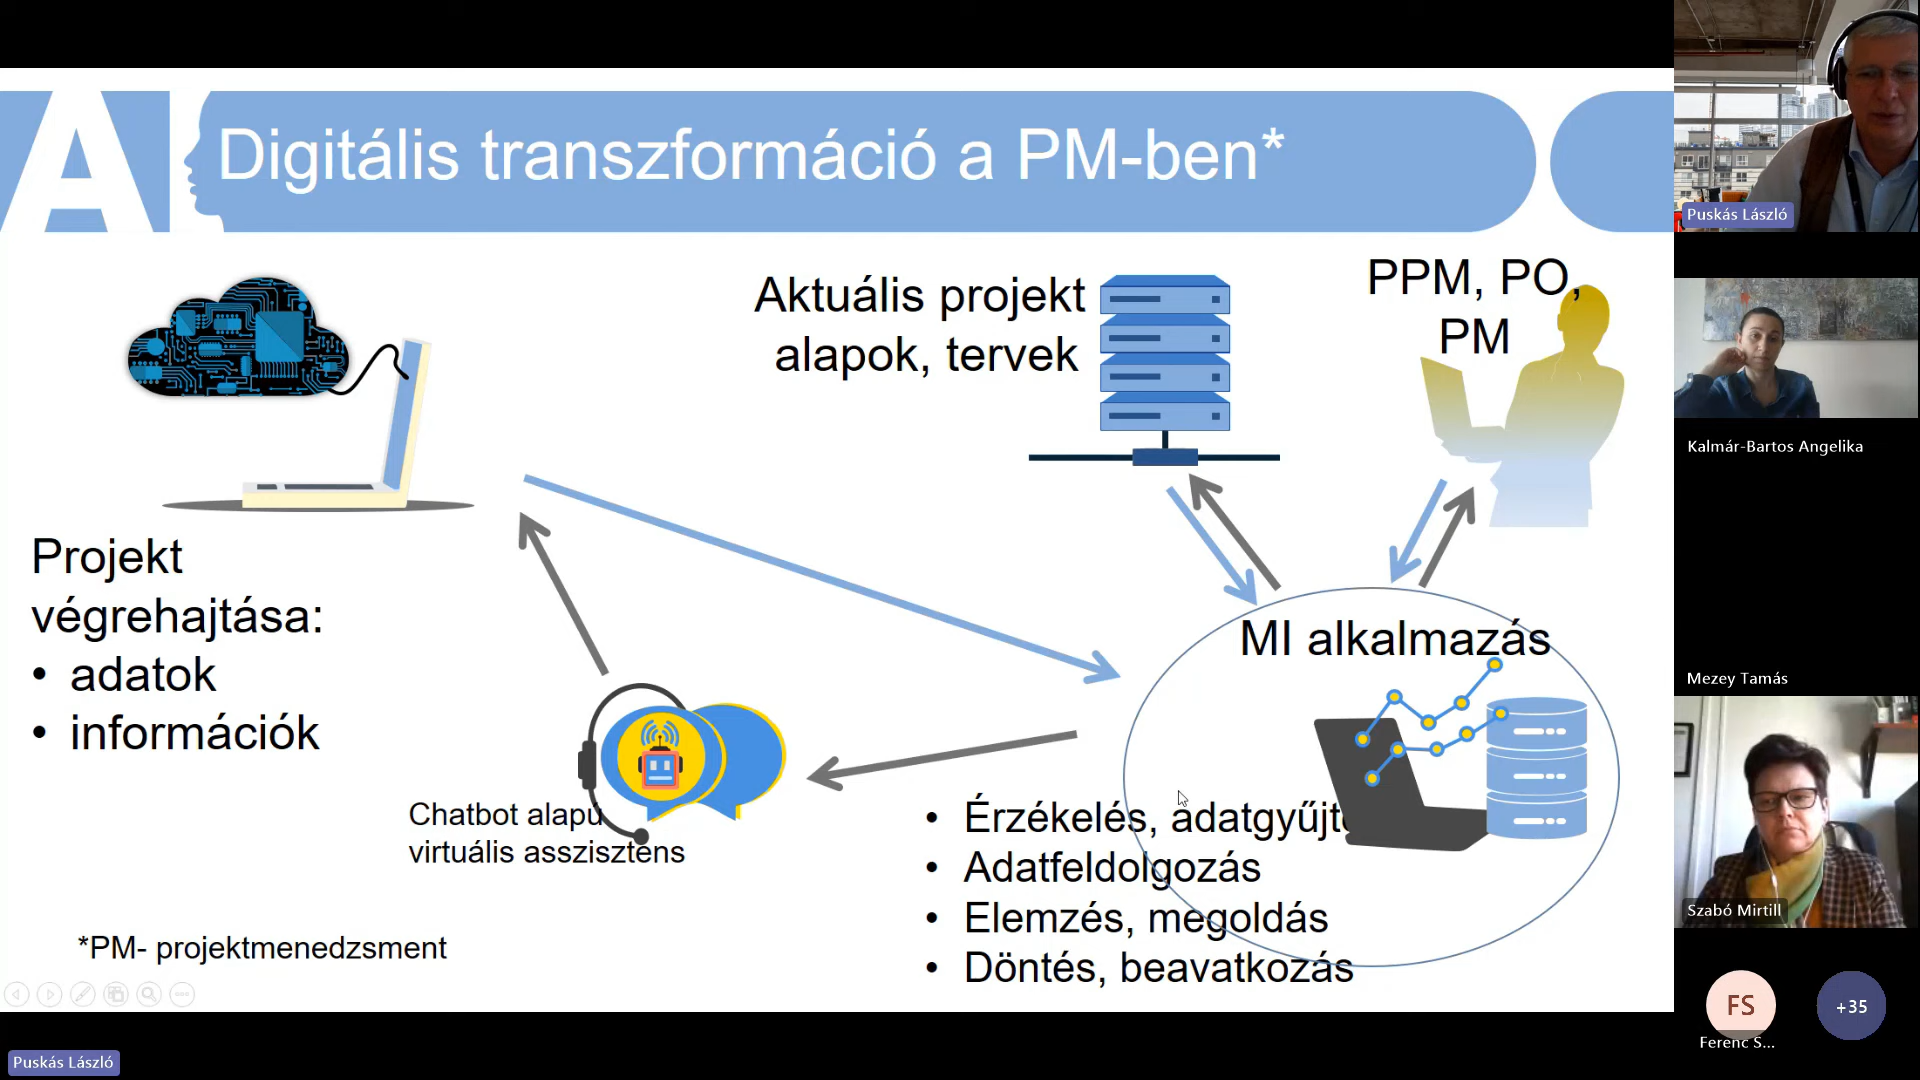 A
Digitális transzformáció a PM-ben*
Aktuális projekt
alapok, tervek
PPM, PO,
PM
Projekt
végrehajtása:
• adatok
• információk
MI alkalmazás
Chatbot alapú
virtuális asszisztens
• Érzékelés,
• Adatfeldolgozás
• Elemzés, megoldás
• Döntés, beavatkozás
*PM- projektmenedzsment
Puskás László
Puskás László
Kalmár-Bartos Angelika
Mezey Tamás
Szabó Mirtill
FS
Ferenc S...
+35